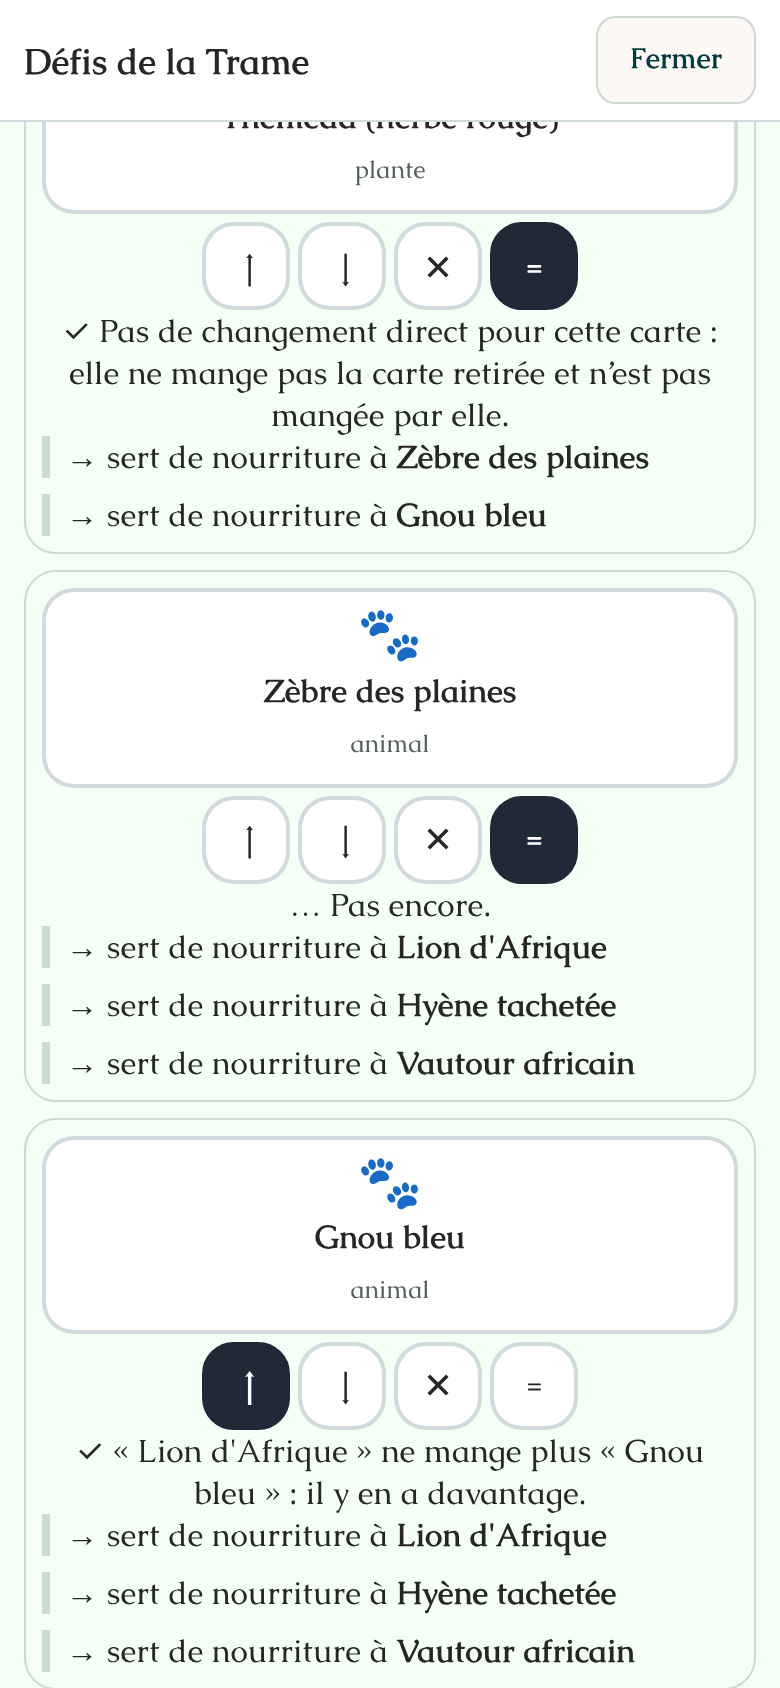 Défis de la Trame
Fermer
(herbe rouge)
plante
↑ ↓ ✕ =
✓ Pas de changement direct pour cette carte :
elle ne mange pas la carte retirée et n’est pas
mangée par elle.
→ sert de nourriture à Zèbre des plaines
→ sert de nourriture à Gnou bleu
Zèbre des plaines
animal
↑ ↓ ✕ =
… Pas encore.
→ sert de nourriture à Lion d'Afrique
→ sert de nourriture à Hyène tachetée
→ sert de nourriture à Vautour africain
Gnou bleu
animal
↑ ↓ ✕ =
✓ « Lion d'Afrique » ne mange plus « Gnou
bleu » : il y en a davantage.
→ sert de nourriture à Lion d'Afrique
→ sert de nourriture à Hyène tachetée
→ sert de nourriture à Vautour africain